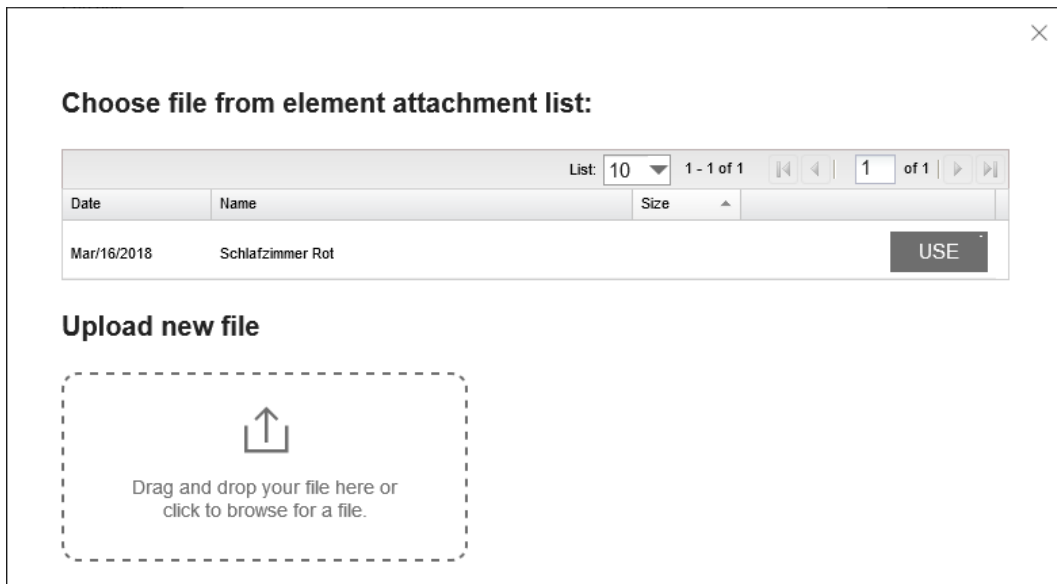 Choose file from element attachment list:
List: 10 1 - 1 of 1 1 of 1
Date Name Size
Mar/16/2018 Schlafzimmer Rot USE
Upload new file
Drag and drop your file here or
click to browse for a file.